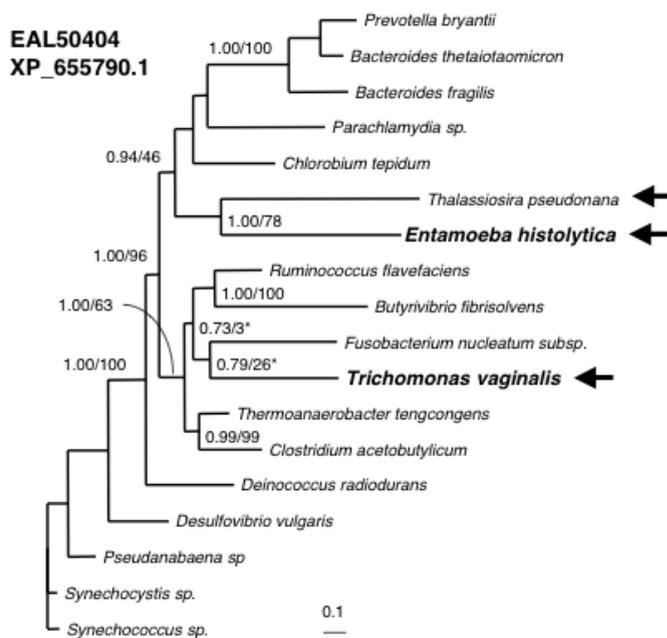 EAL50404
XP_655790.1
Prevotella bryantii
1.00/100
Bacteroides thetaiotaomicron
Bacteroides fragilis
Parachlamydia sp.
0.94/46
Chlorobium tepidum
Thalassiosira pseudonana
1.00/78
Entamoeba histolytica
1.00/96
Ruminococcus flavefaciens
1.00/100
Butyrivibrio fibrisolvens
1.00/63
0.73/3*
Fusobacterium nucleatum subsp.
0.79/26*
Trichomonas vaginalis
1.00/100
Thermoanaerobacter tengcongens
0.99/99
Clostridium acetobutylicum
Deinococcus radiodurans
Desulfovibrio vulgaris
Pseudanabaena sp
Synechocystis sp.
0.1
Synechococcus sp.